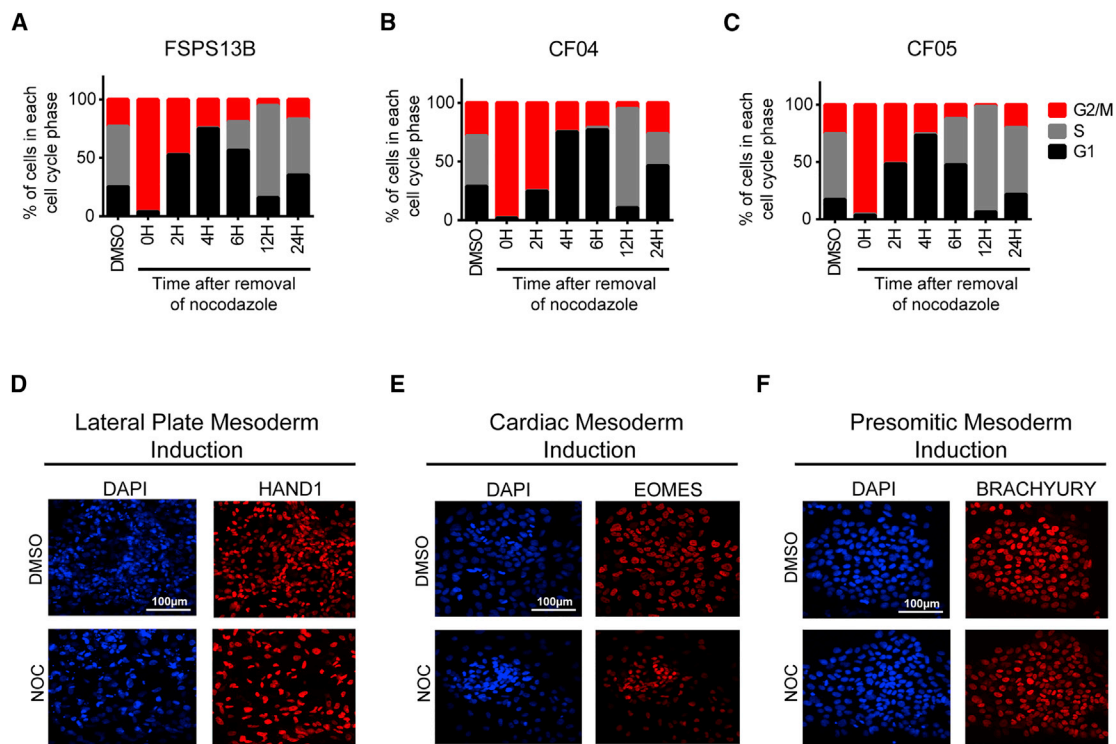 A
FSPS13B
% of cells in each
cell cycle phase
100
50
0
DMSO
0H
2H
4H
6H
12H
24H
Time after removal
of nocodazole
B
CF04
% of cells in each
cell cycle phase
100
50
0
DMSO
0H
2H
4H
6H
12H
24H
Time after removal
of nocodazole
C
CF05
% of cells in each
cell cycle phase
100
50
0
DMSO
0H
2H
4H
6H
12H
24H
Time after removal
of nocodazole
G2/M
S
G1
D
Lateral Plate Mesoderm
Induction
DAPI
HAND1
DMSO
100μm
NOC
E
Cardiac Mesoderm
Induction
DAPI
EOMES
DMSO
100μm
NOC
F
Presomitic Mesoderm
Induction
DAPI
BRACHYURY
DMSO
100μm
NOC